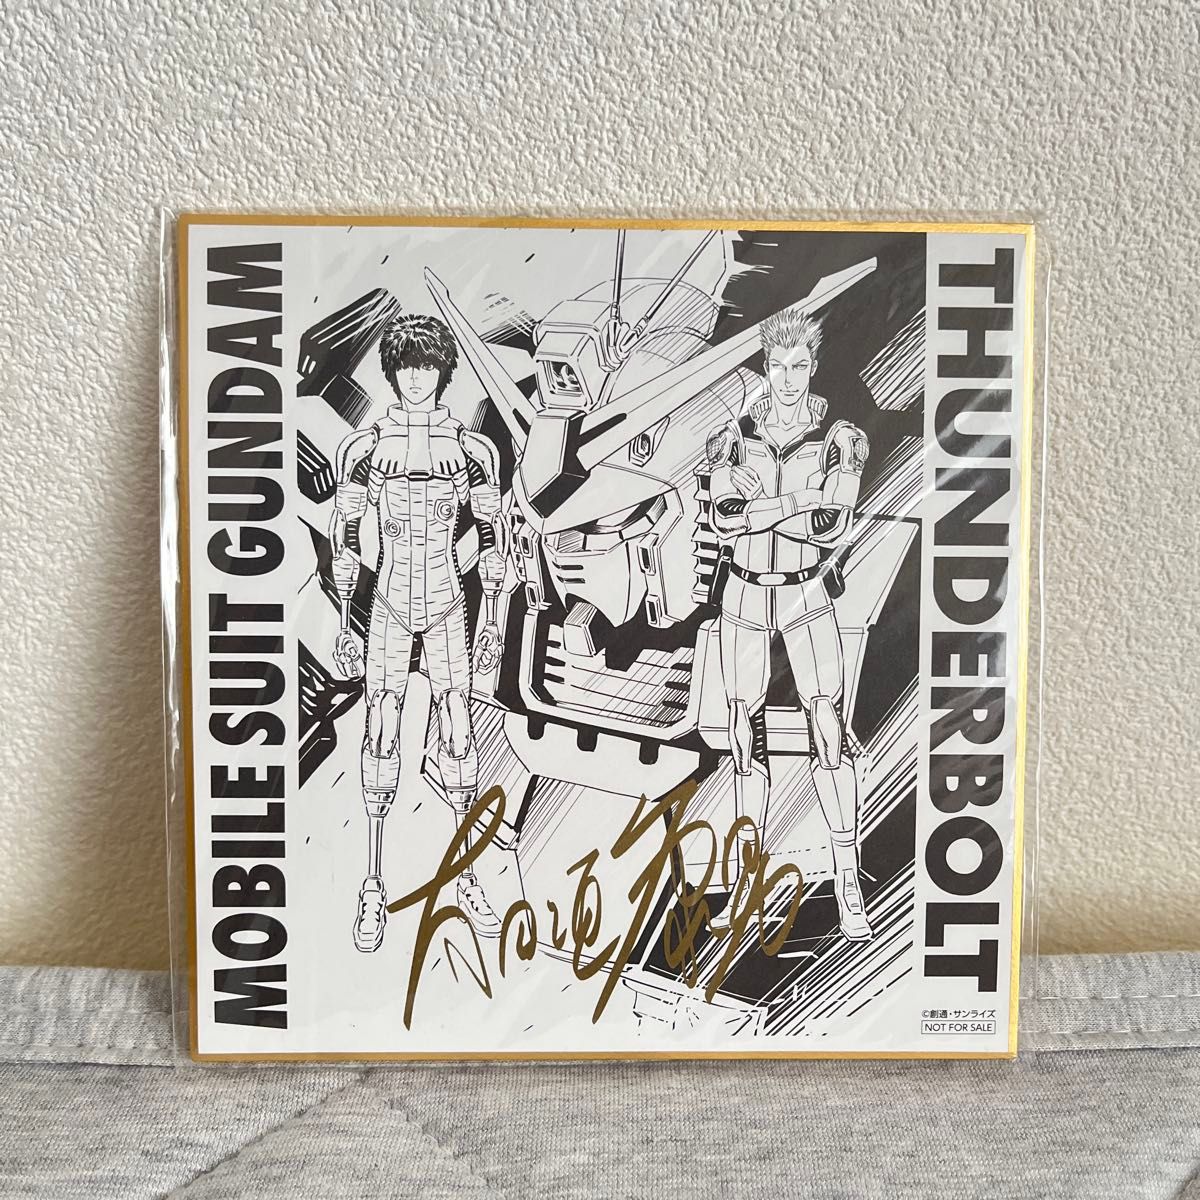 MOBILE SUIT GUNDAM
THUNDERBOLT
©創通・サンライズ
NOT FOR SALE